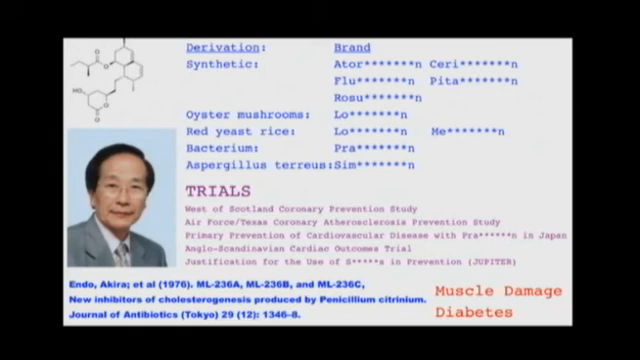 Derivation: Brand
Synthetic: Ator*******n Ceri*******n
Flu*******n Pita*******n
Rosu*******n
Oyster mushrooms: Lo*******n
Red yeast rice: Lo*******n Me*******n
Bacterium: Pra*******n
Aspergillus terreus:Sim*******n
O
O
HO
O
O
TRIALS
West of Scotland Coronary Prevention Study
Air Force/Texas Coronary Atherosclerosis Prevention Study
Primary Prevention of Cardiovascular Disease with Pra******n in Japan
Anglo-Scandinavian Cardiac Outcomes Trial
Justification for the Use of S*****s in Prevention (JUPITER)
Endo, Akira; et al (1976). ML-236A, ML-236B, and ML-236C,
New inhibitors of cholesterogenesis produced by Penicillium citrinium.
Journal of Antibiotics (Tokyo) 29 (12): 1346–8.
Muscle Damage
Diabetes